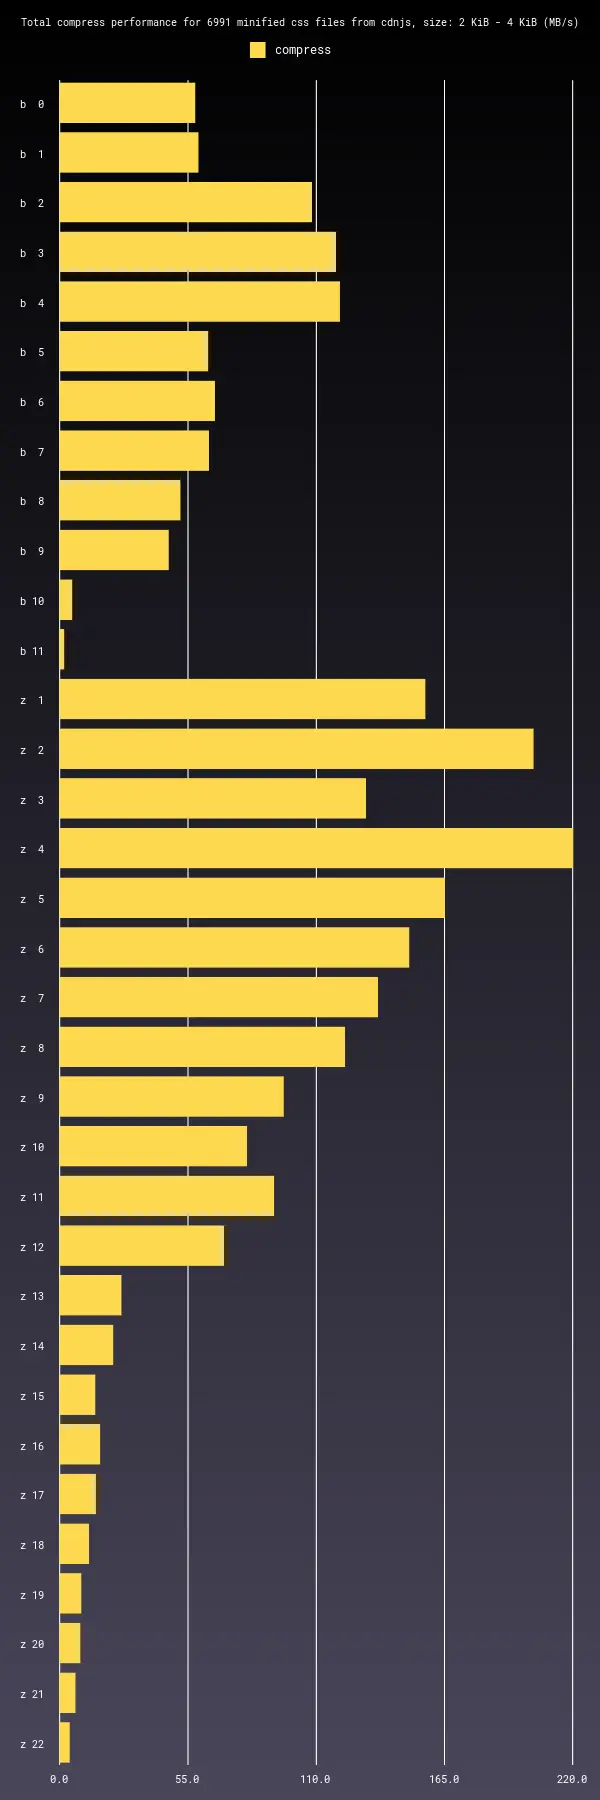 Total compress performance for 6991 minified css files from cdnjs, size: 2 KiB - 4 KiB (MB/s)
compress
b 0
b 1
b 2
b 3
b 4
b 5
b 6
b 7
b 8
b 9
b 10
b 11
z 1
z 2
z 3
z 4
z 5
z 6
z 7
z 8
z 9
z 10
z 11
z 12
z 13
z 14
z 15
z 16
z 17
z 18
z 19
z 20
z 21
z 22
0.0 55.0 110.0 165.0 220.0